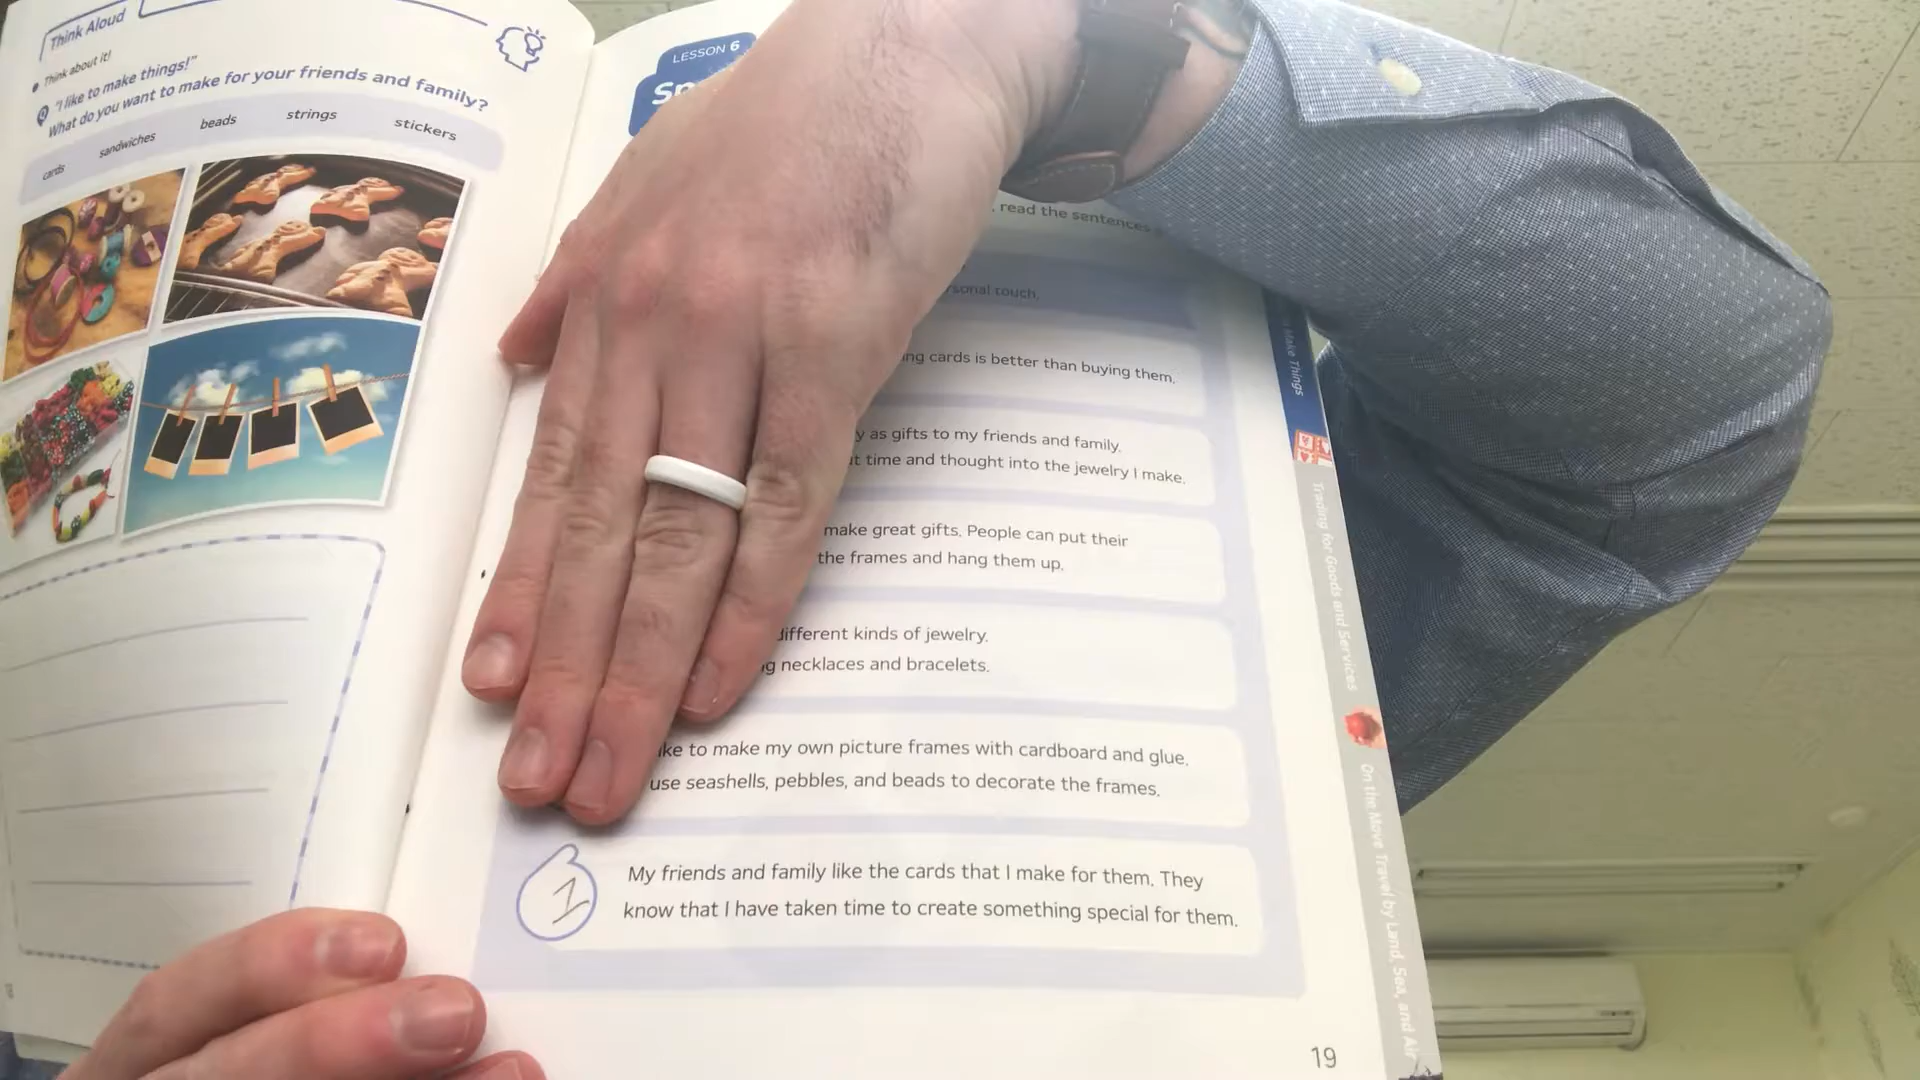 Think Aloud
Think about it!
Q "I like to make things!"
What do you want to make for your friends and family?
cards sandwiches beads strings stickers
LESSON 6
, read the sentences
touch.
cards is better than buying them.
as gifts to my friends and family.
time and thought into the jewelry I make.
make great gifts. People can put their
the frames and hang them up.
different kinds of jewelry.
necklaces and bracelets.
to make my own picture frames with cardboard and glue.
use seashells, pebbles, and beads to decorate the frames.
1
My friends and family like the cards that I make for them. They
know that I have taken time to create something special for them.
19
Make Things
Trading for Goods and Services
On the Move Travel by Land, Sea, and Air